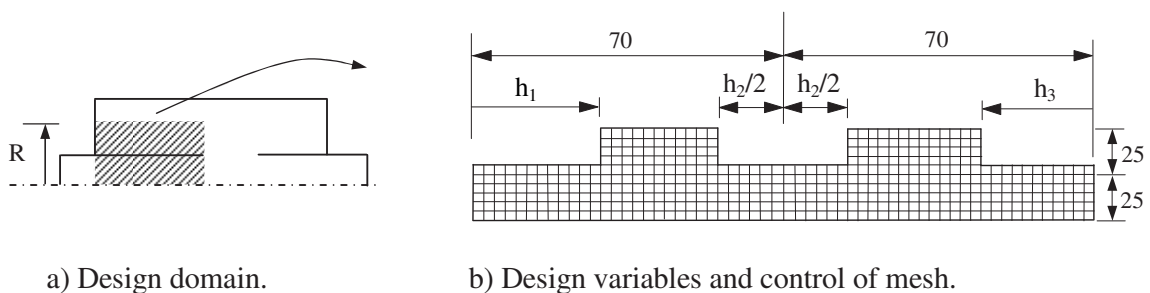 R
70
70
h1
h2/2
h2/2
h3
25
25
a) Design domain.
b) Design variables and control of mesh.